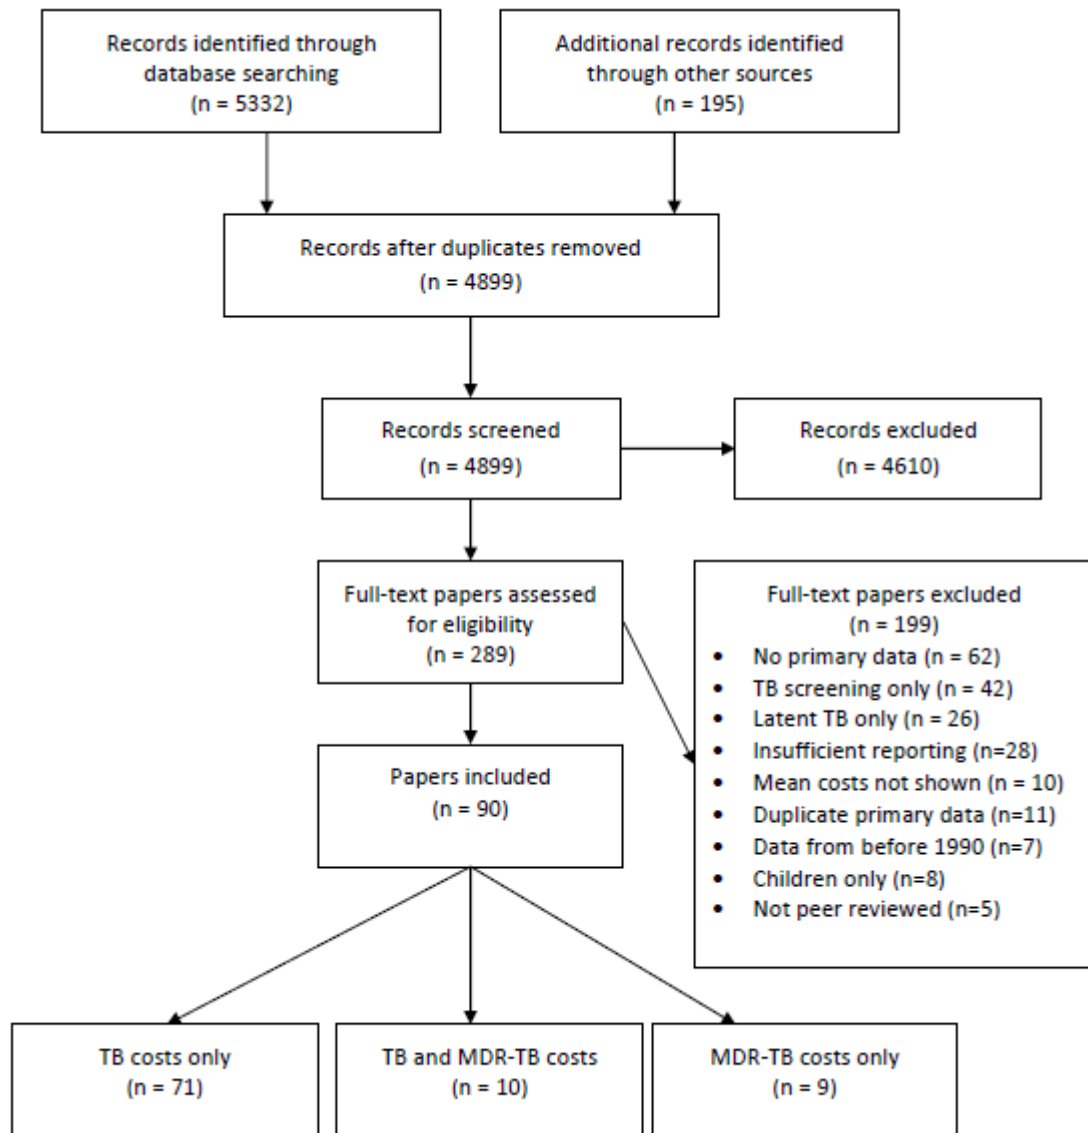 Records identified through
database searching
(n = 5332)
Additional records identified
through other sources
(n = 195)
Records after duplicates removed
(n = 4899)
Records screened
(n = 4899)
Records excluded
(n = 4610)
Full-text papers assessed
for eligibility
(n = 289)
Full-text papers excluded
(n = 199)
• No primary data (n = 62)
• TB screening only (n = 42)
• Latent TB only (n = 26)
• Insufficient reporting (n=28)
• Mean costs not shown (n = 10)
• Duplicate primary data (n=11)
• Data from before 1990 (n=7)
• Children only (n=8)
• Not peer reviewed (n=5)
Papers included
(n = 90)
TB costs only
(n = 71)
TB and MDR-TB costs
(n = 10)
MDR-TB costs only
(n = 9)